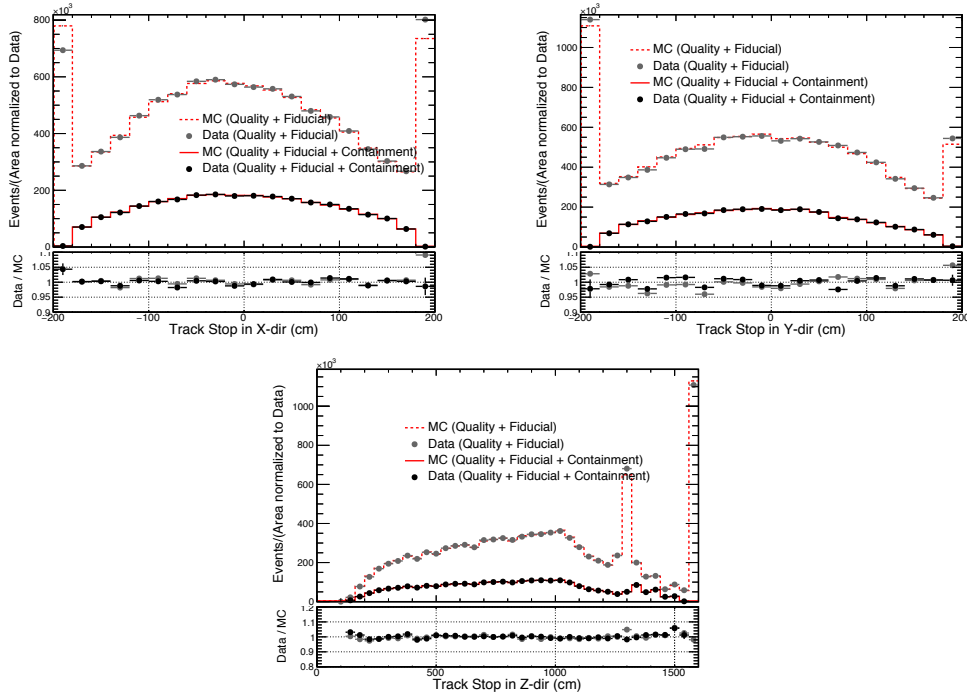 ×10³
800
600
400
200
0
Events/(Area normalized to Data)
MC (Quality + Fiducial)
Data (Quality + Fiducial)
MC (Quality + Fiducial + Containment)
Data (Quality + Fiducial + Containment)
1.1
1.05
1
0.95
0.9
Data / MC
−200 −100 0 100 200
Track Stop in X-dir (cm)
×10³
1000
800
600
400
200
0
Events/(Area normalized to Data)
MC (Quality + Fiducial)
Data (Quality + Fiducial)
MC (Quality + Fiducial + Containment)
Data (Quality + Fiducial + Containment)
1.1
1.05
1
0.95
0.9
Data / MC
−200 −100 0 100 200
Track Stop in Y-dir (cm)
×10³
1000
800
600
400
200
0
Events/(Area normalized to Data)
MC (Quality + Fiducial)
Data (Quality + Fiducial)
MC (Quality + Fiducial + Containment)
Data (Quality + Fiducial + Containment)
1.2
1.1
1
0.9
0.8
Data / MC
0 500 1000 1500
Track Stop in Z-dir (cm)